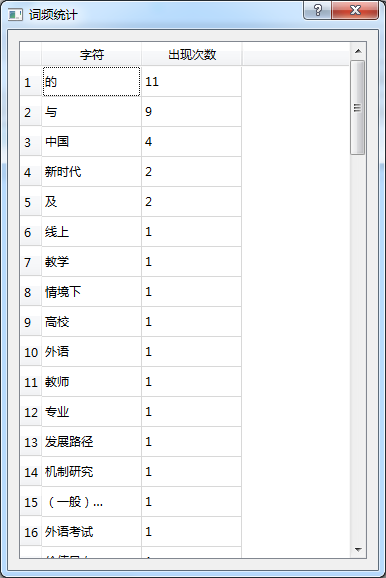 词频统计
字符 出现次数
1 的 11
2 与 9
3 中国 4
4 新时代 2
5 及 2
6 线上 1
7 教学 1
8 情境下 1
9 高校 1
10 外语 1
11 教师 1
12 专业 1
13 发展路径 1
14 机制研究 1
15 （一般）... 1
16 外语考试 1